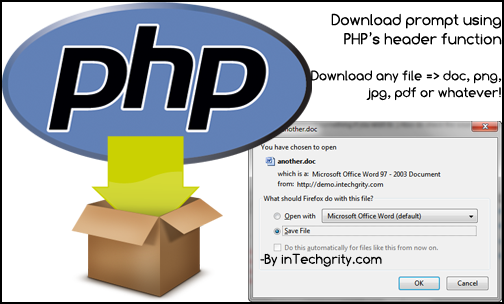 php
Download prompt using
PHP's header function
Download any file => doc, png,
jpg, pdf or whatever!
another.doc
You have chosen to open
another.doc
which is a: Microsoft Office Word 97 - 2003 Document
from: http://demo.intechgrity.com
What should Firefox do with this file?
Open with Microsoft Office Word (default)
Save File
Do this automatically for files like this from now on.
-By inTechgrity.com
OK Cancel